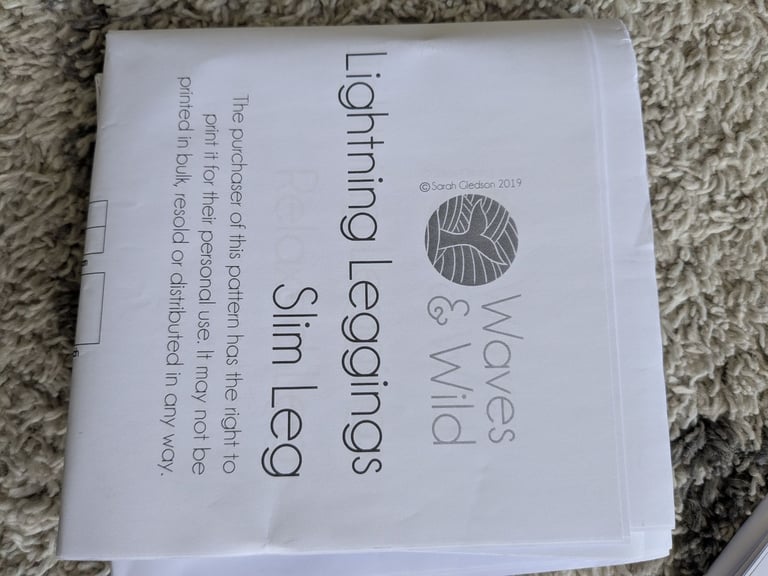 ©Sarah Gledson 2019
Waves
& Wild
Lightning Leggings
Slim Leg
The purchaser of this pattern has the right to
print it for their personal use. It may not be
printed in bulk, resold or distributed in any way.